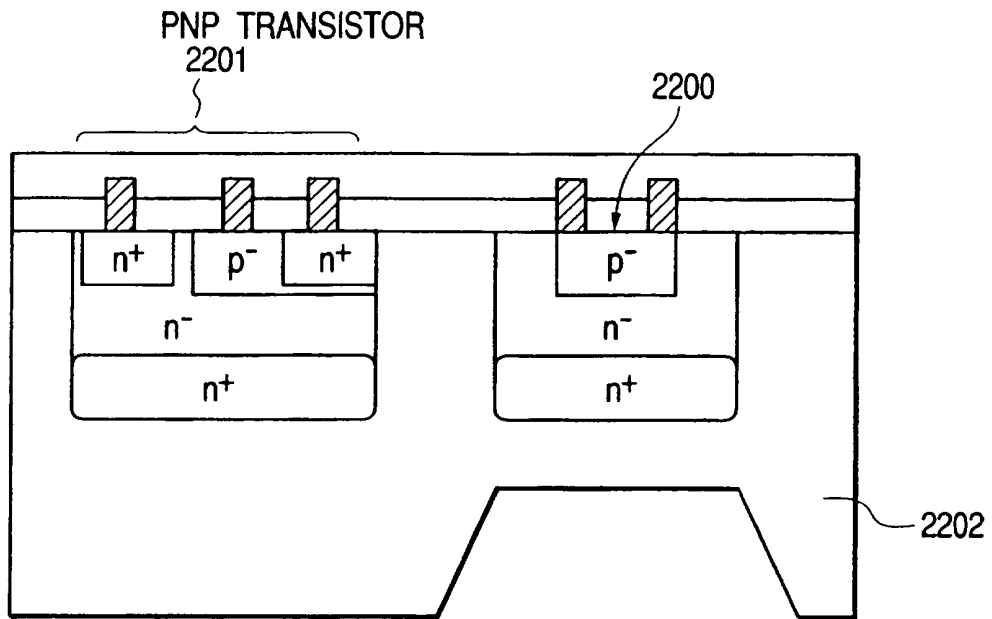 PNP TRANSISTOR
2201
2200
n⁺ p⁻ n⁺ p⁻
n⁻ n⁻
n⁺ n⁺
2202